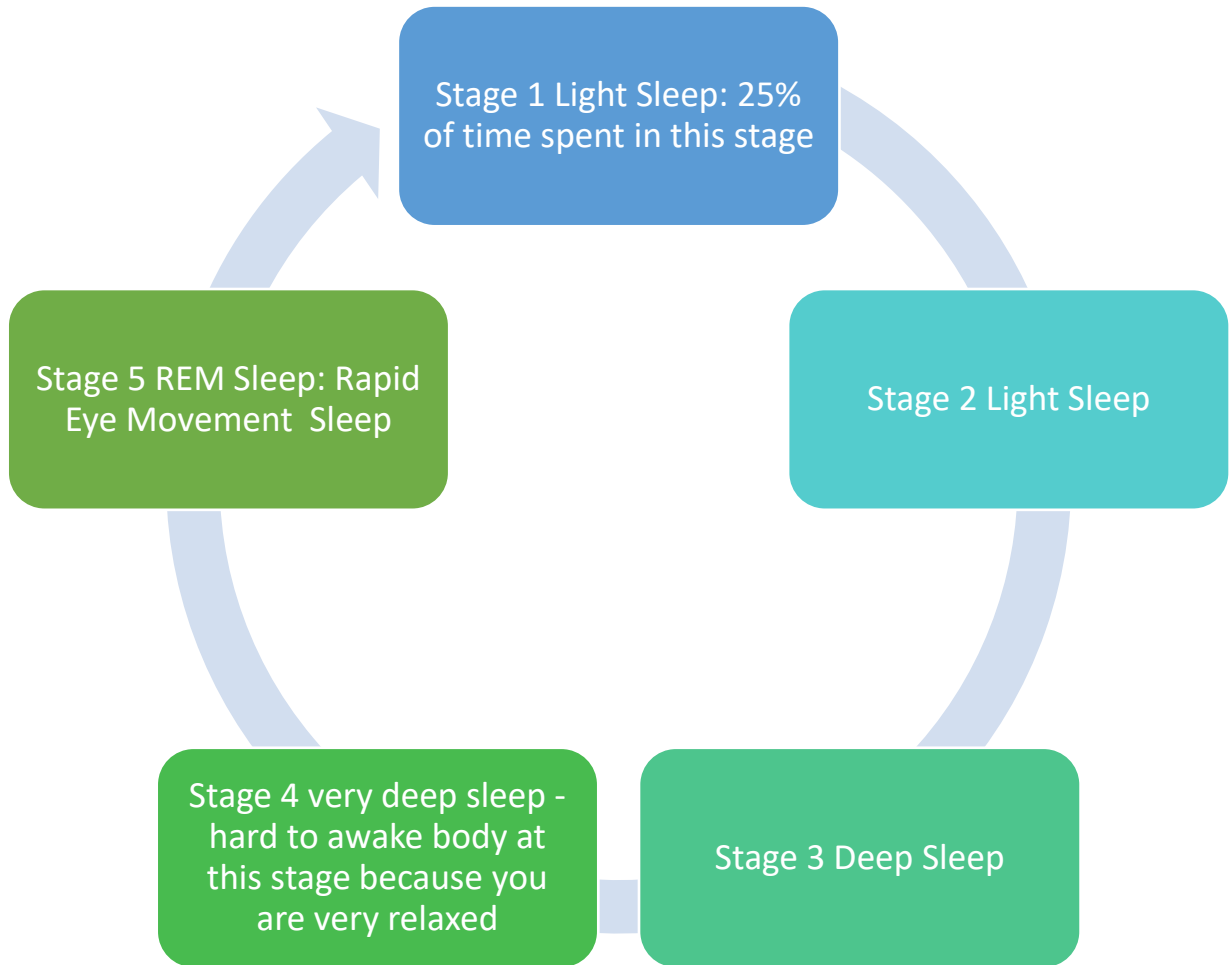 Stage 1 Light Sleep: 25%
of time spent in this stage
Stage 2 Light Sleep
Stage 3 Deep Sleep
Stage 4 very deep sleep -
hard to awake body at
this stage because you
are very relaxed
Stage 5 REM Sleep: Rapid
Eye Movement  Sleep